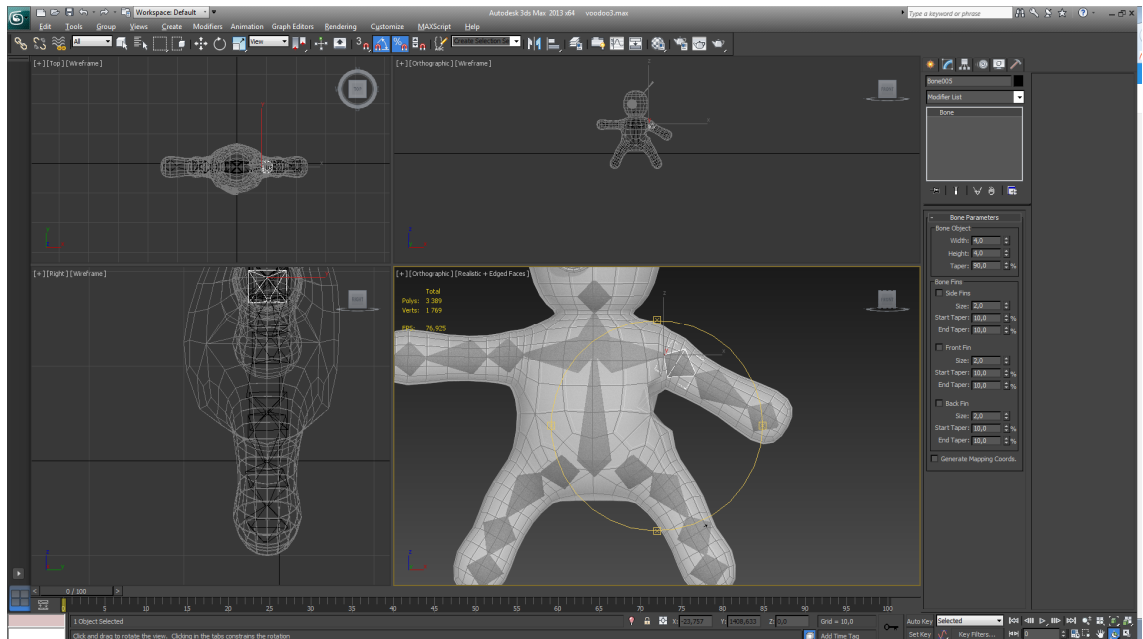 Workspace: Default
Autodesk 3ds Max 2013 x64 voodoo3.max
Type a keyword or phrase
Edit Tools Group Views Create Modifiers Animation Graph Editors Rendering Customize MAXScript Help
All
View
Create Selection Se
[+] [Top] [Wireframe]
TOP
[+] [Orthographic] [Wireframe]
Bone005
Modifier List
Bone
[+] [Right] [Wireframe]
[+] [Orthographic] [Realistic + Edged Faces]
Total
Polys: 3 389
Verts: 1 769
FPS: 76,925
- Bone Parameters
Bone Object
Width: 4,0
Height: 4,0
Taper: 90,0 %
Bone Fins
Side Fins
Size: 2,0
Start Taper: 10,0 %
End Taper: 10,0 %
Front Fin
Size: 2,0
Start Taper: 10,0 %
End Taper: 10,0 %
Back Fin
Size: 2,0
Start Taper: 10,0 %
End Taper: 10,0 %
Generate Mapping Coords.
< 0 / 100 >
0 5 10 15 20 25 30 35 40 45 50 55 60 65 70 75 80 85 90 95 100
1 Object Selected
X: -23,757 Y: 1408,633 Z: 0,0
Grid = 10,0
Auto Key Selected
Click and drag to rotate the view. Clicking in the tabs constrains the rotation
Add Time Tag
Set Key
Key Filters...
0